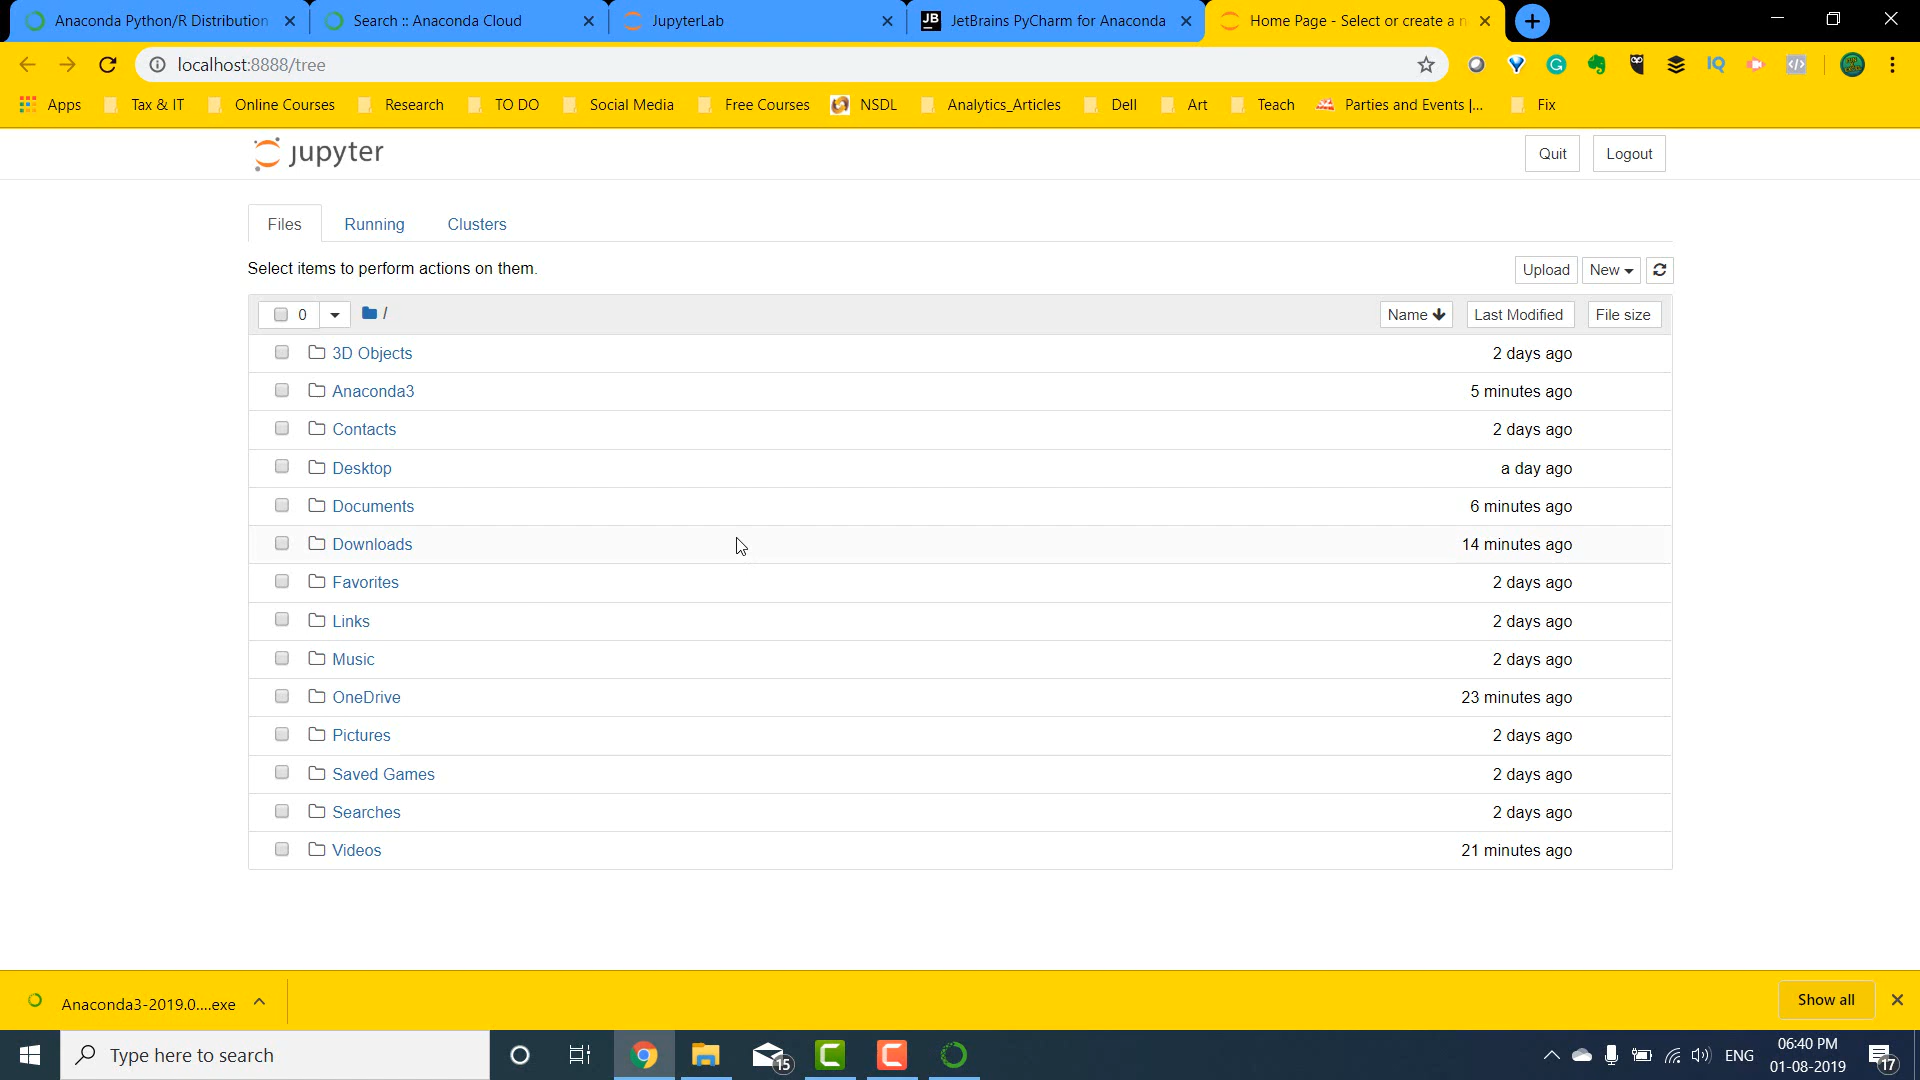 Anaconda Python/R Distribution
Search :: Anaconda Cloud
JupyterLab
JB
JetBrains PyCharm for Anaconda
Home Page - Select or create a n
localhost:8888/tree
Apps
Tax & IT
Online Courses
Research
TO DO
Social Media
Free Courses
NSDL
Analytics_Articles
Dell
Art
Teach
Parties and Events |...
Fix
jupyter
Quit
Logout
Files
Running
Clusters
Select items to perform actions on them.
Upload
New
0
/
Name
Last Modified
File size
3D Objects 2 days ago
Anaconda3 5 minutes ago
Contacts 2 days ago
Desktop a day ago
Documents 6 minutes ago
Downloads 14 minutes ago
Favorites 2 days ago
Links 2 days ago
Music 2 days ago
OneDrive 23 minutes ago
Pictures 2 days ago
Saved Games 2 days ago
Searches 2 days ago
Videos 21 minutes ago
Anaconda3-2019.0....exe
Show all
Type here to search
15
ENG
06:40 PM
01-08-2019
17